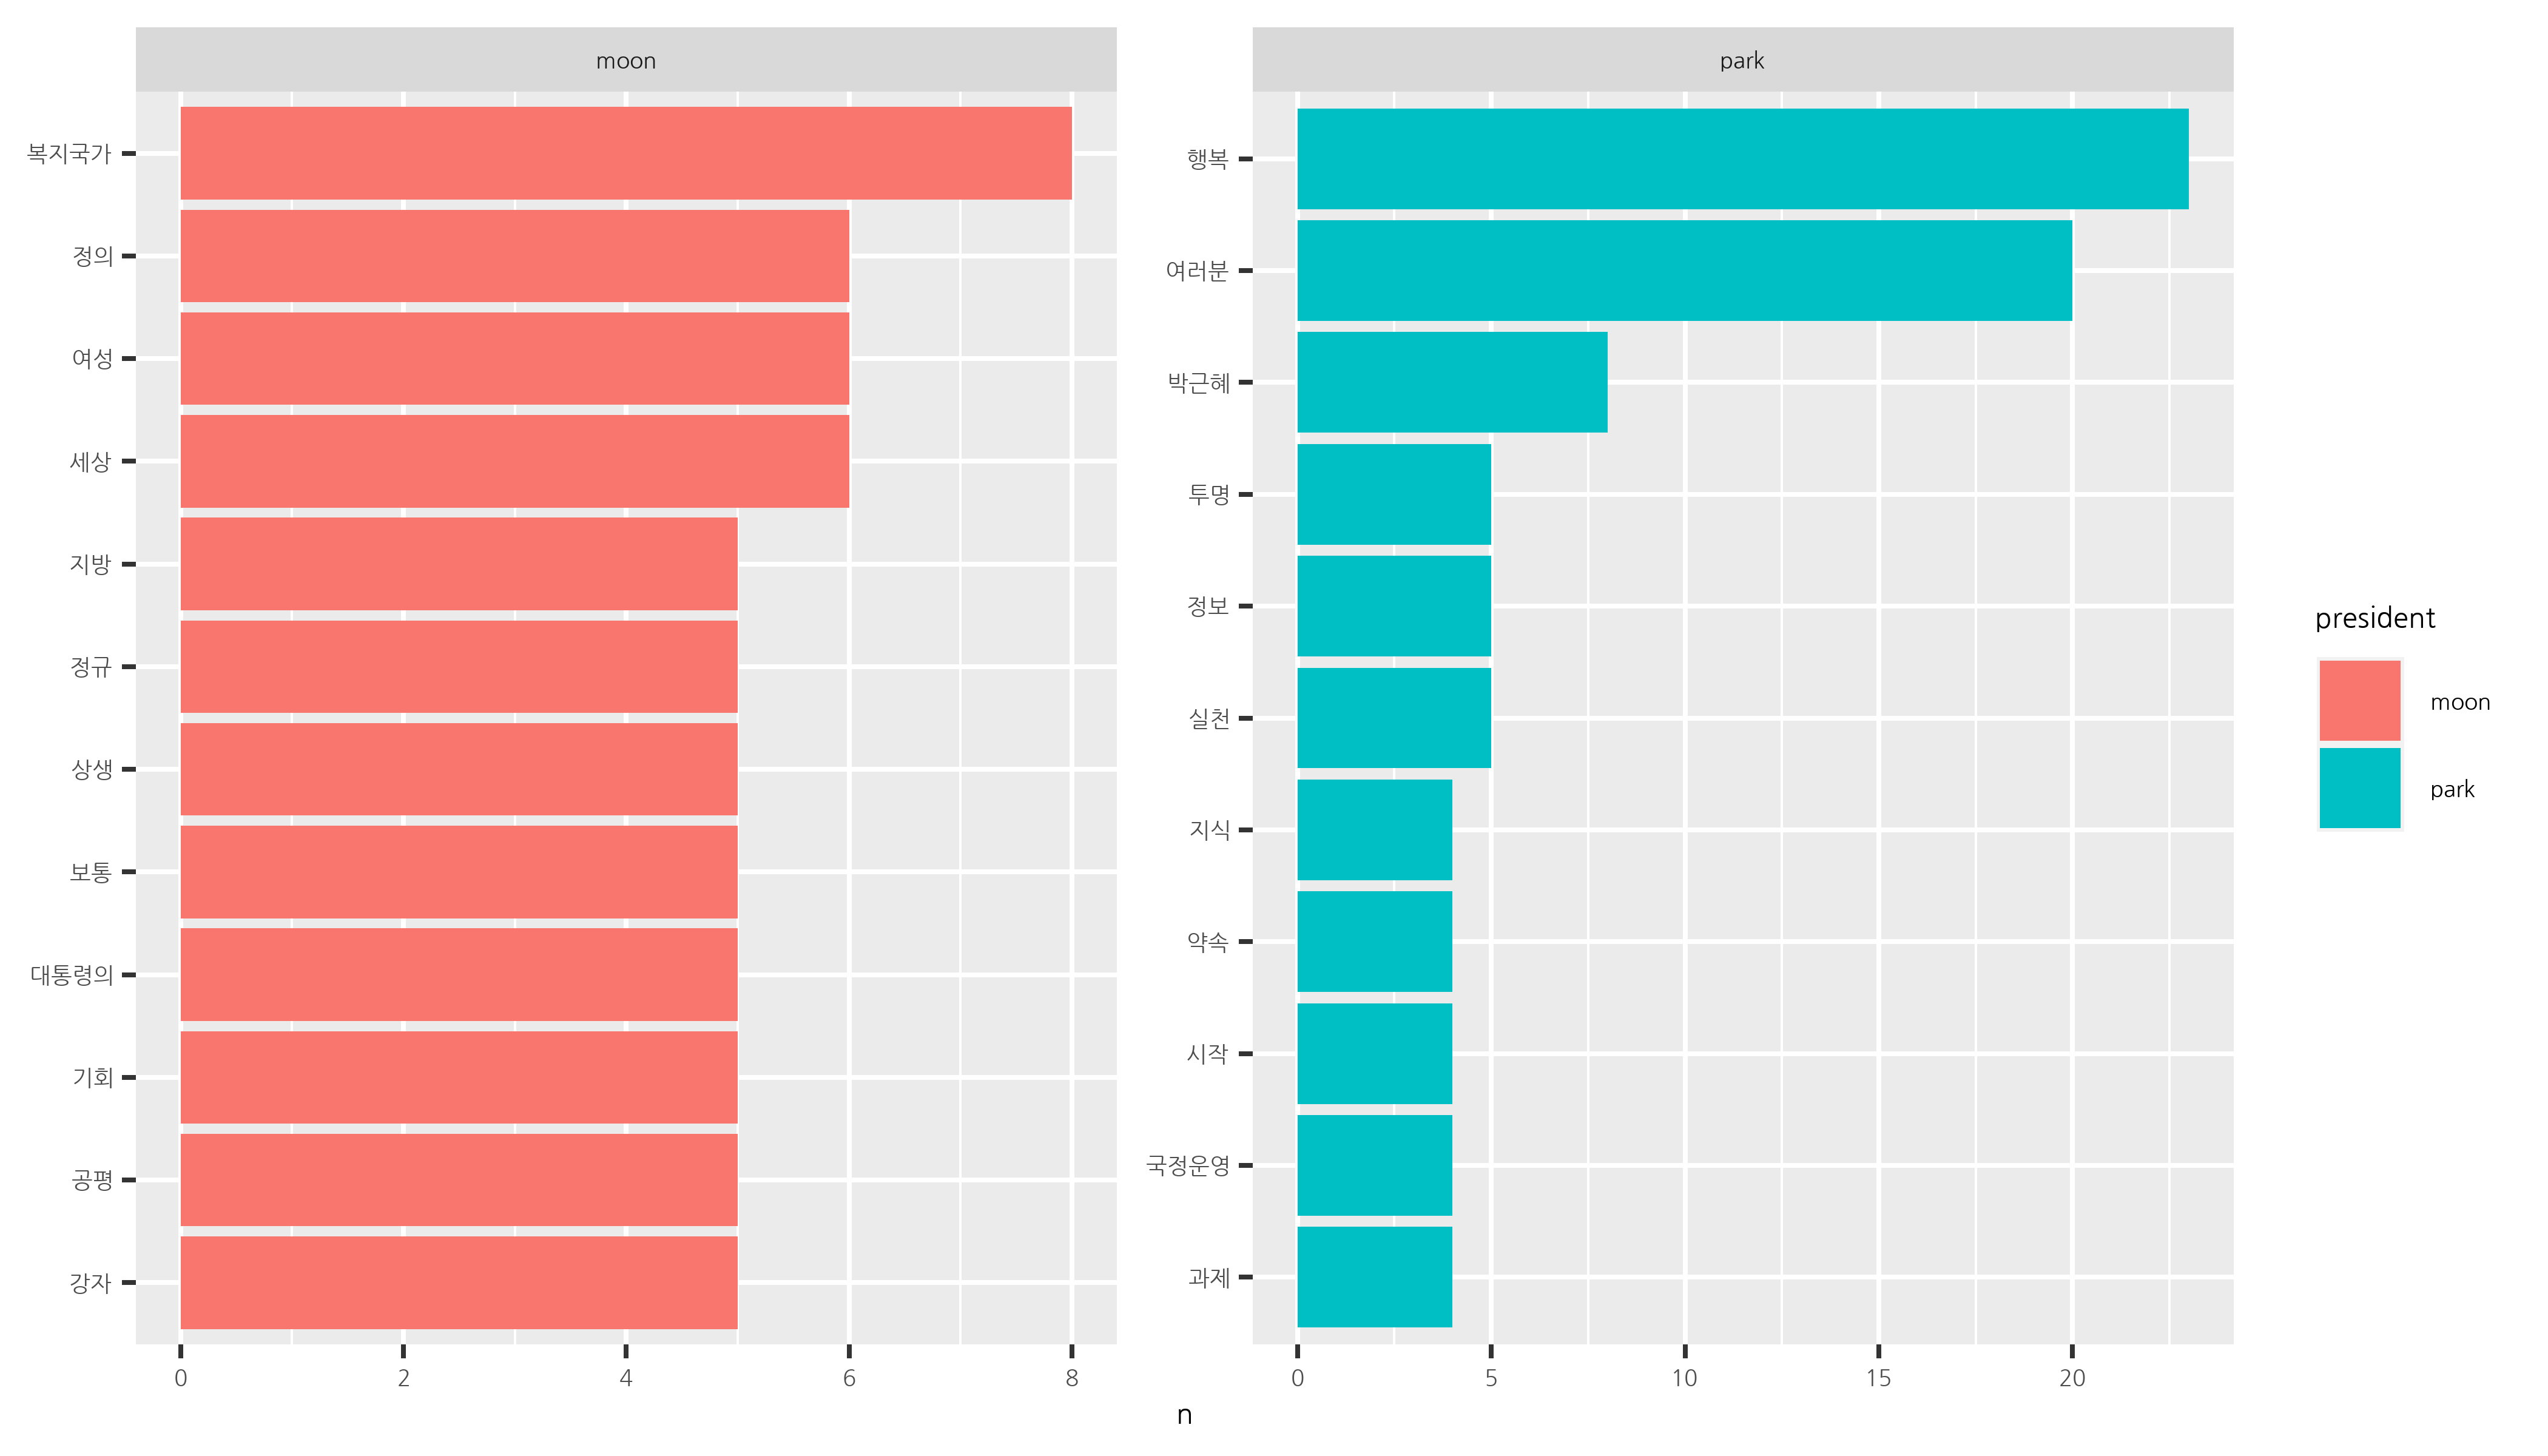 moon
복지국가
정의
여성
세상
지방
정규
상생
보통
대통령의
기회
공평
강자
0 2 4 6 8
park
행복
여러분
박근혜
투명
정보
실천
지식
약속
시작
국정운영
과제
0 5 10 15 20
n
president
moon
park